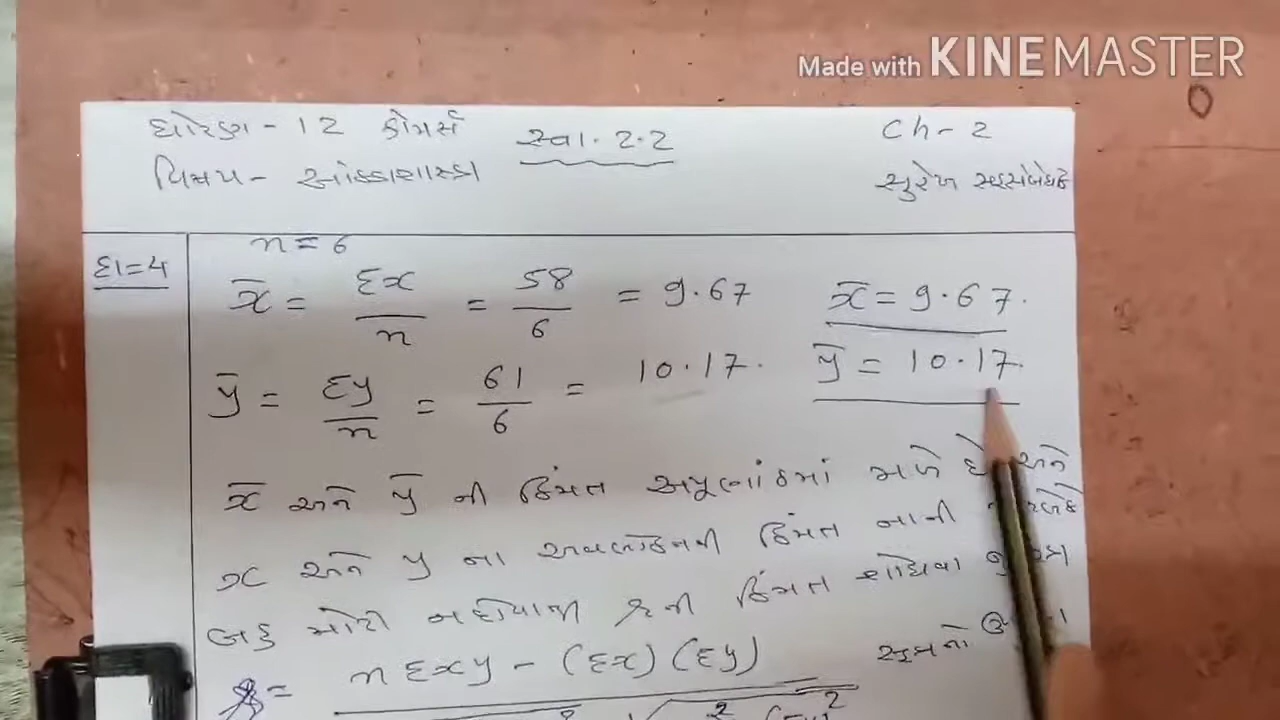 Made with KINEMASTER
ધોરણ - 12 કોમર્સ સ્વા. 2.2 Ch - 2
વિષય - આંકડાશાસ્ત્ર સુરેખ સહસંબંધ
n = 6
દા=4
x̄ = Σx/n = 58/6 = 9.67 x̄ = 9.67.
ȳ = Σy/n = 61/6 = 10.17. ȳ = 10.17.
x̄ અને ȳ ની કિંમત અપૂર્ણાંકમાં મળે છે અને
x અને y ના અવલોકનની કિંમત નાની
બહુ મોટી નહીંવાથી r ની કિંમત શોધવા
સૂત્રનો
r = nΣxy - (Σx)(Σy)